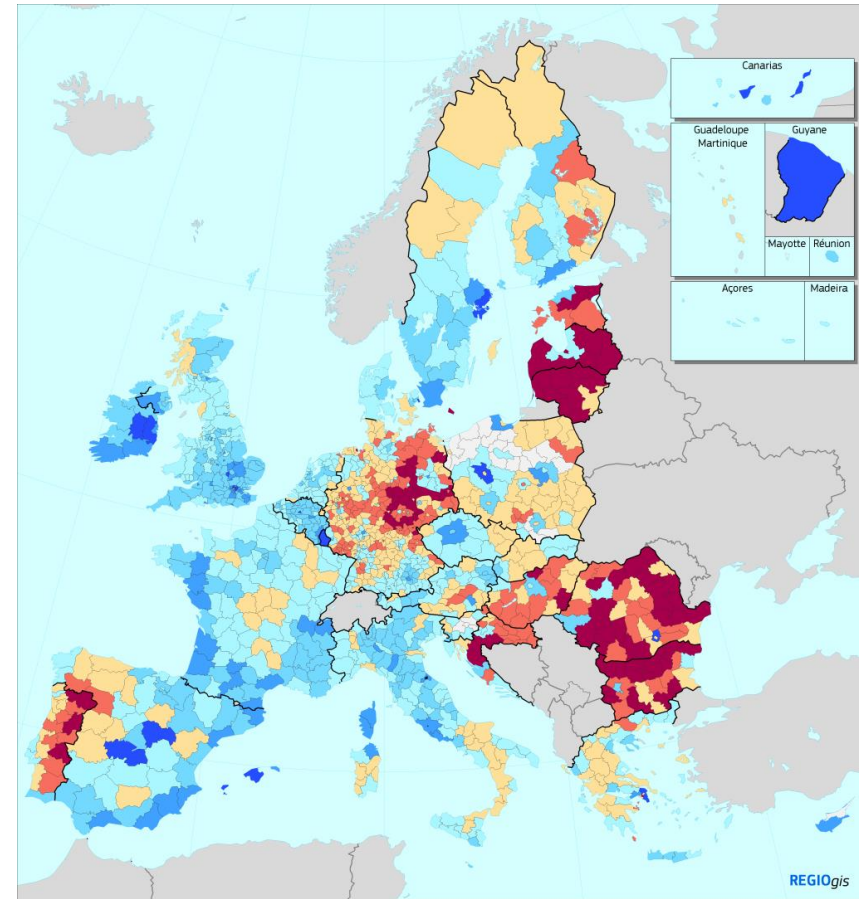 Canarias
Guadeloupe
Martinique
Guyane
Mayotte
Réunion
Açores
Madeira
REGIOgis